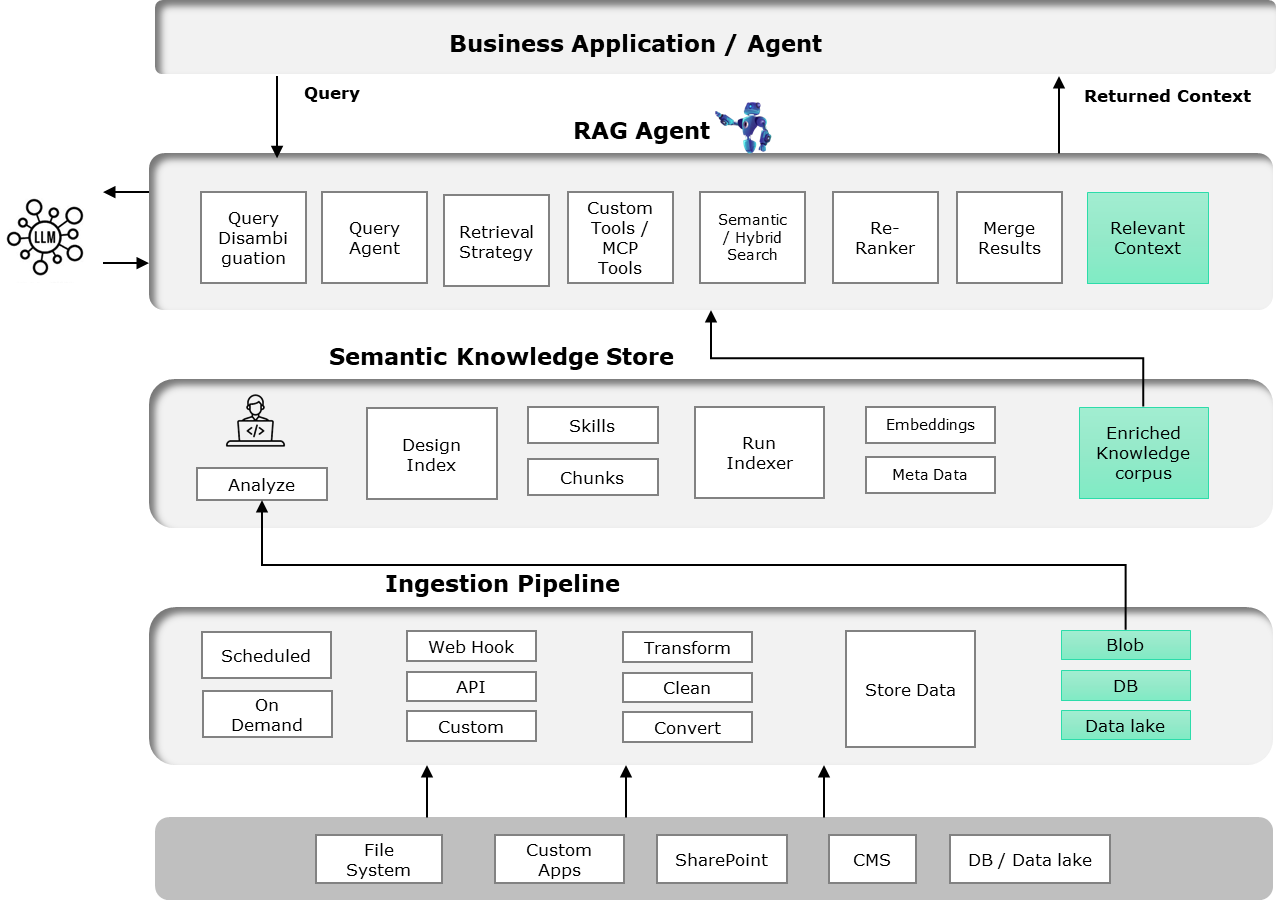 Business Application / Agent
Query
Returned Context
RAG Agent
LLM
Query
Disambi
guation
Query
Agent
Retrieval
Strategy
Custom
Tools /
MCP
Tools
Semantic
/ Hybrid
Search
Re-
Ranker
Merge
Results
Relevant
Context
Semantic Knowledge Store
</>
Analyze
Design
Index
Skills
Chunks
Run
Indexer
Embeddings
Meta Data
Enriched
Knowledge
corpus
Ingestion Pipeline
Scheduled
On
Demand
Web Hook
API
Custom
Transform
Clean
Convert
Store Data
Blob
DB
Data lake
File
System
Custom
Apps
SharePoint
CMS
DB / Data lake